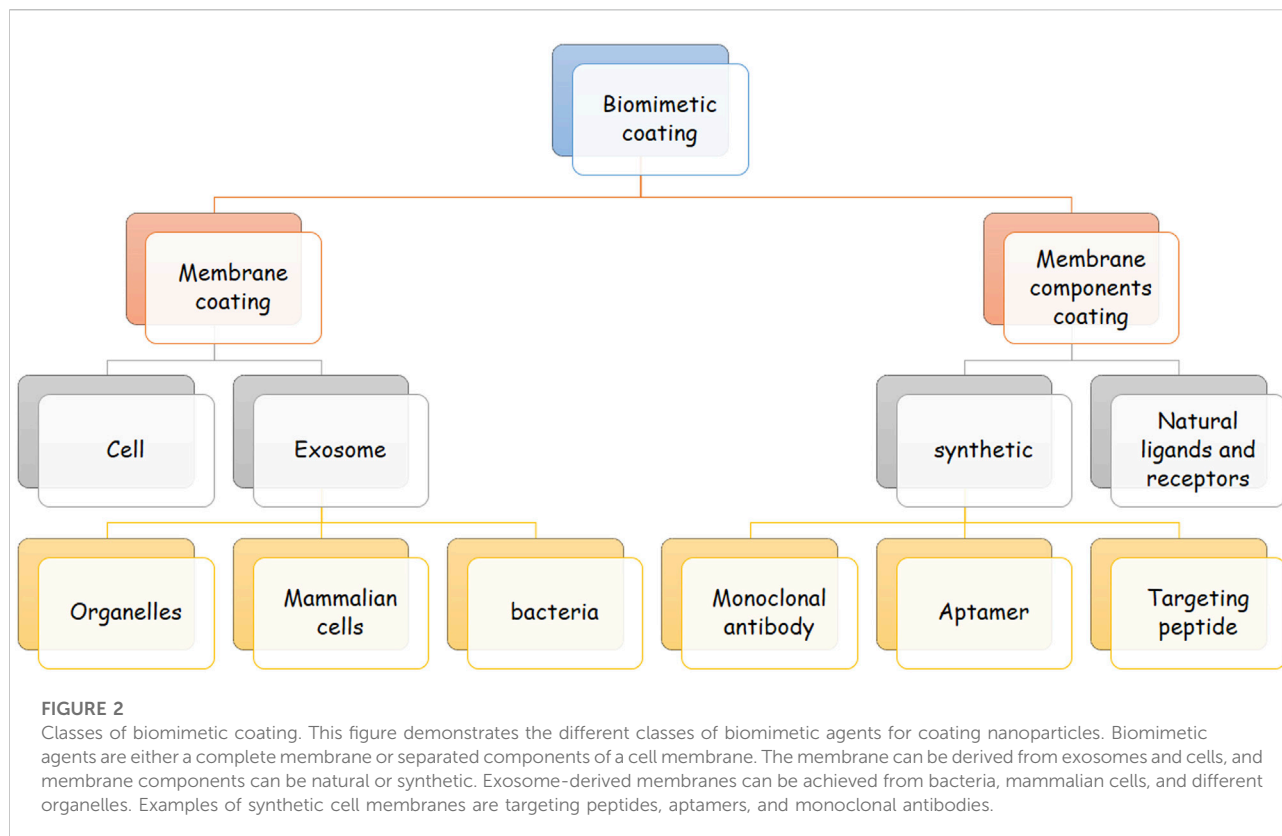 Biomimetic
coating
Membrane
coating
Membrane
components
coating
Cell
Exosome
synthetic
Natural
ligands and
receptors
Organelles
Mammalian
cells
bacteria
Monoclonal
antibody
Aptamer
Targeting
peptide
FIGURE 2
Classes of biomimetic coating. This figure demonstrates the different classes of biomimetic agents for coating nanoparticles. Biomimetic
agents are either a complete membrane or separated components of a cell membrane. The membrane can be derived from exosomes and cells, and
membrane components can be natural or synthetic. Exosome-derived membranes can be achieved from bacteria, mammalian cells, and different
organelles. Examples of synthetic cell membranes are targeting peptides, aptamers, and monoclonal antibodies.